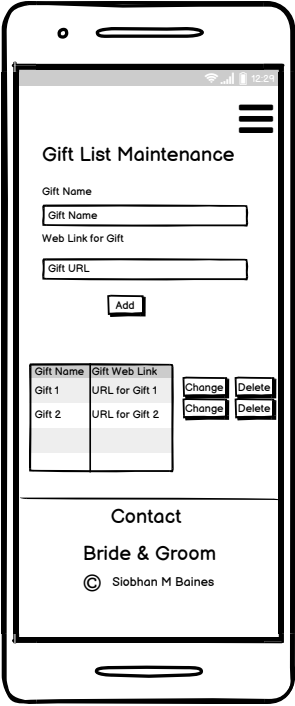 12:29
Gift List Maintenance
Gift Name
Gift Name
Web Link for Gift
Gift URL
Add
Gift Name Gift Web Link
Gift 1 URL for Gift 1 Change Delete
Gift 2 URL for Gift 2 Change Delete
Contact
Bride & Groom
© Siobhan M Baines